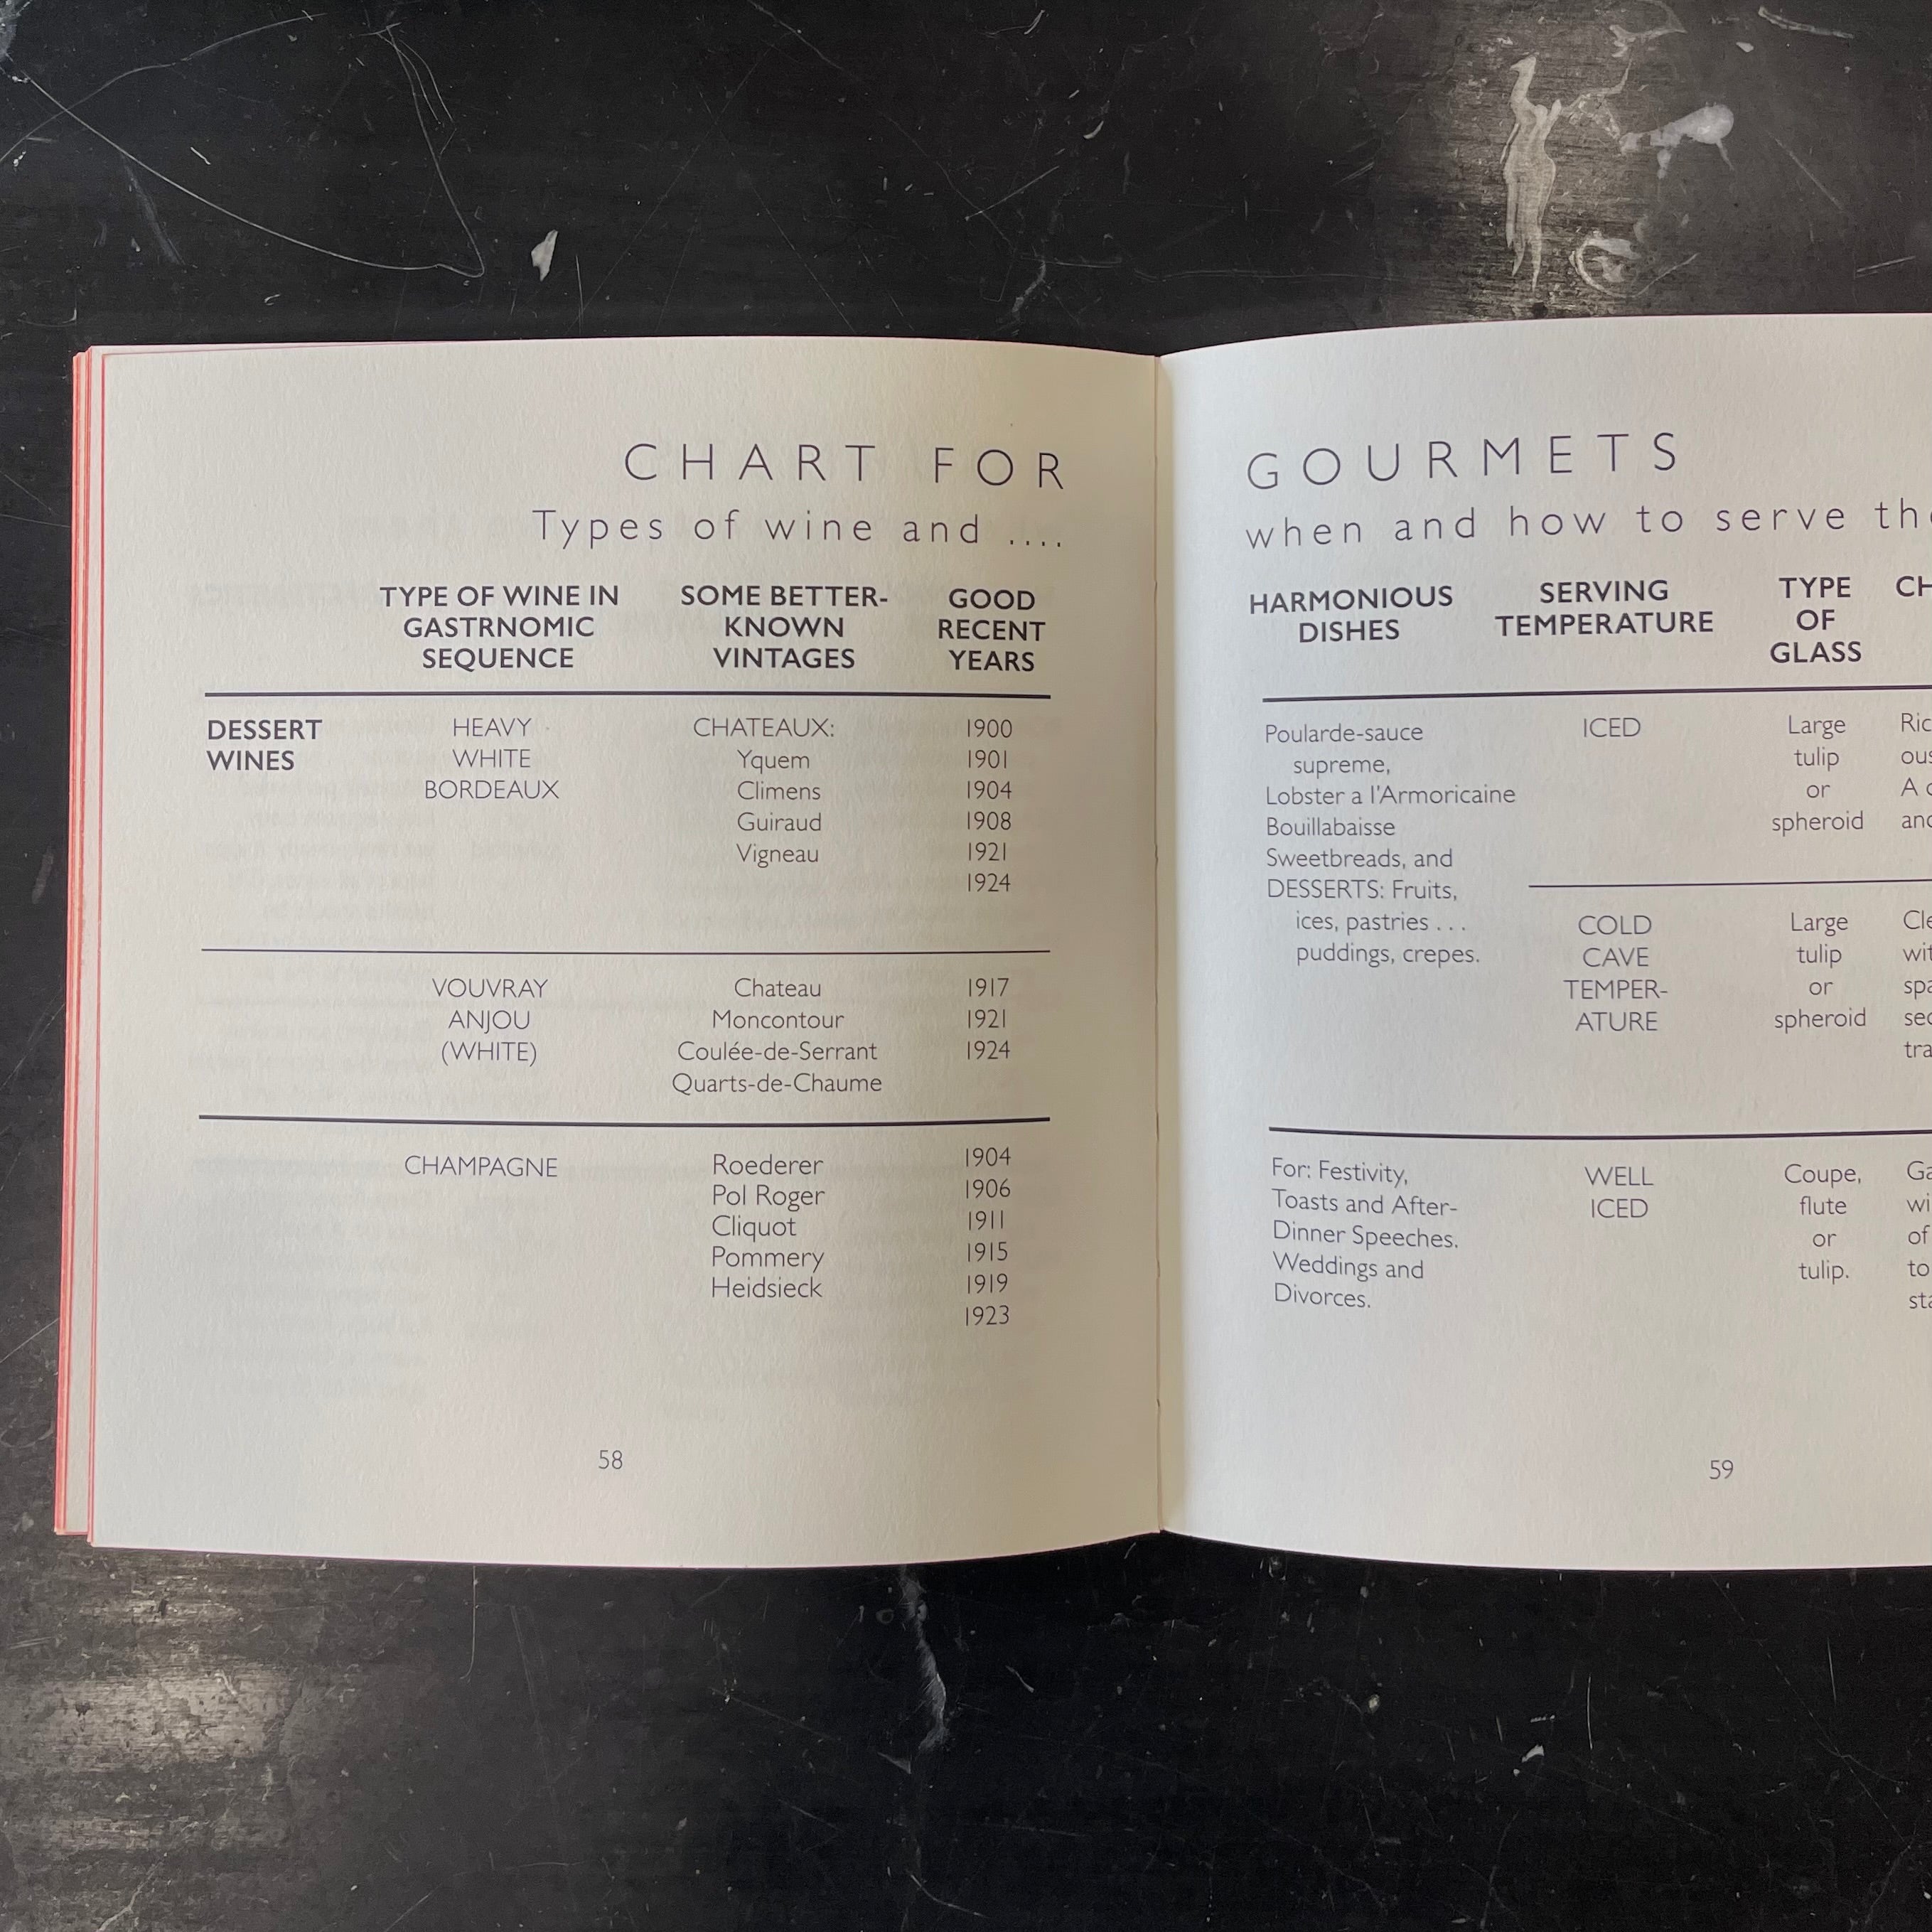 CHART FOR
Types of wine and ....
TYPE OF WINE IN
GASTRNOMIC
SEQUENCE
SOME BETTER-
KNOWN
VINTAGES
GOOD
RECENT
YEARS
DESSERT
WINES
HEAVY
WHITE
BORDEAUX
CHATEAUX:
Yquem
Climens
Guiraud
Vigneau
1900
1901
1904
1908
1921
1924
VOUVRAY
ANJOU
(WHITE)
Chateau
Moncontour
Coulée-de-Serrant
Quarts-de-Chaume
1917
1921
1924
CHAMPAGNE
Roederer
Pol Roger
Cliquot
Pommery
Heidsieck
1904
1906
1911
1915
1919
1923
58
GOURMETS
when and how to serve
HARMONIOUS
DISHES
SERVING
TEMPERATURE
TYPE
OF
GLASS
Poularde-sauce
supreme,
Lobster a l'Armoricaine
Bouillabaisse
Sweetbreads, and
DESSERTS: Fruits,
ices, pastries . . .
puddings, crepes.
ICED
Large
tulip
or
spheroid
A
COLD
CAVE
TEMPER-
ATURE
Large
tulip
or
spheroid
For: Festivity,
Toasts and After-
Dinner Speeches.
Weddings and
Divorces.
WELL
ICED
Coupe,
flute
or
tulip.
of
to
59